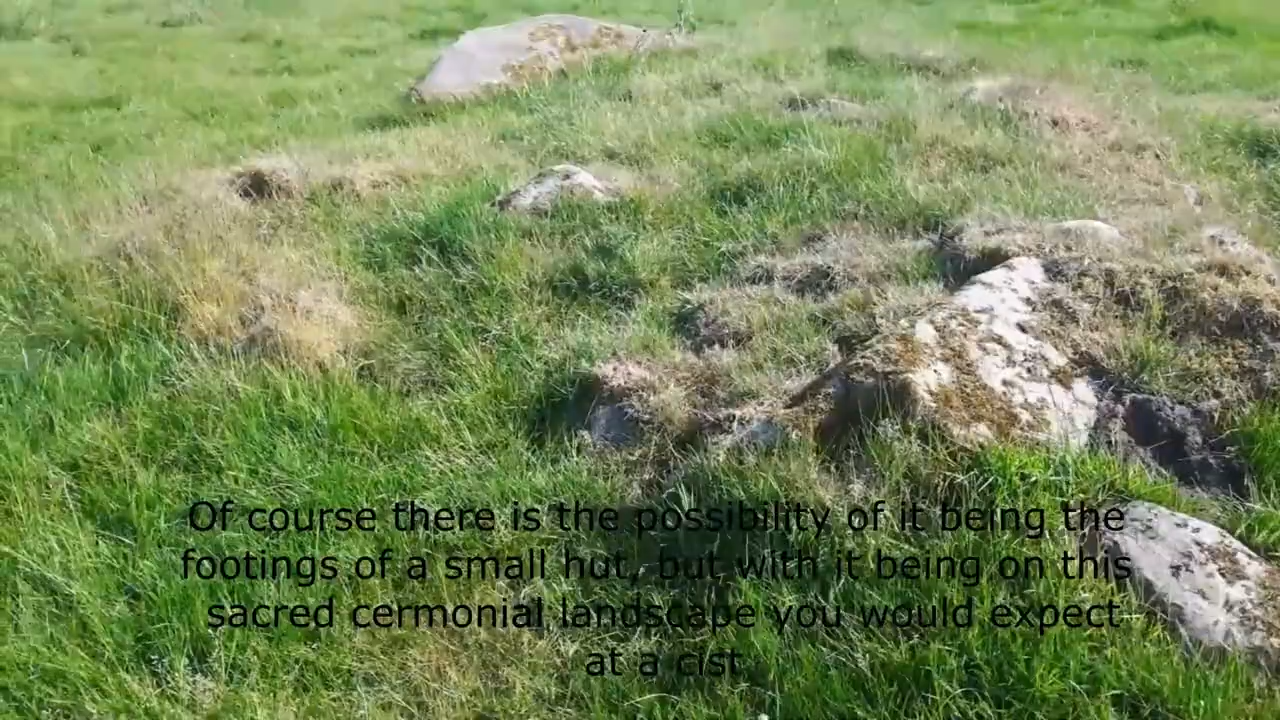 Of course there is the possibility of it being the
footings of a small hut, but with it being on this
sacred cermonial landscape you would expect
at a cist